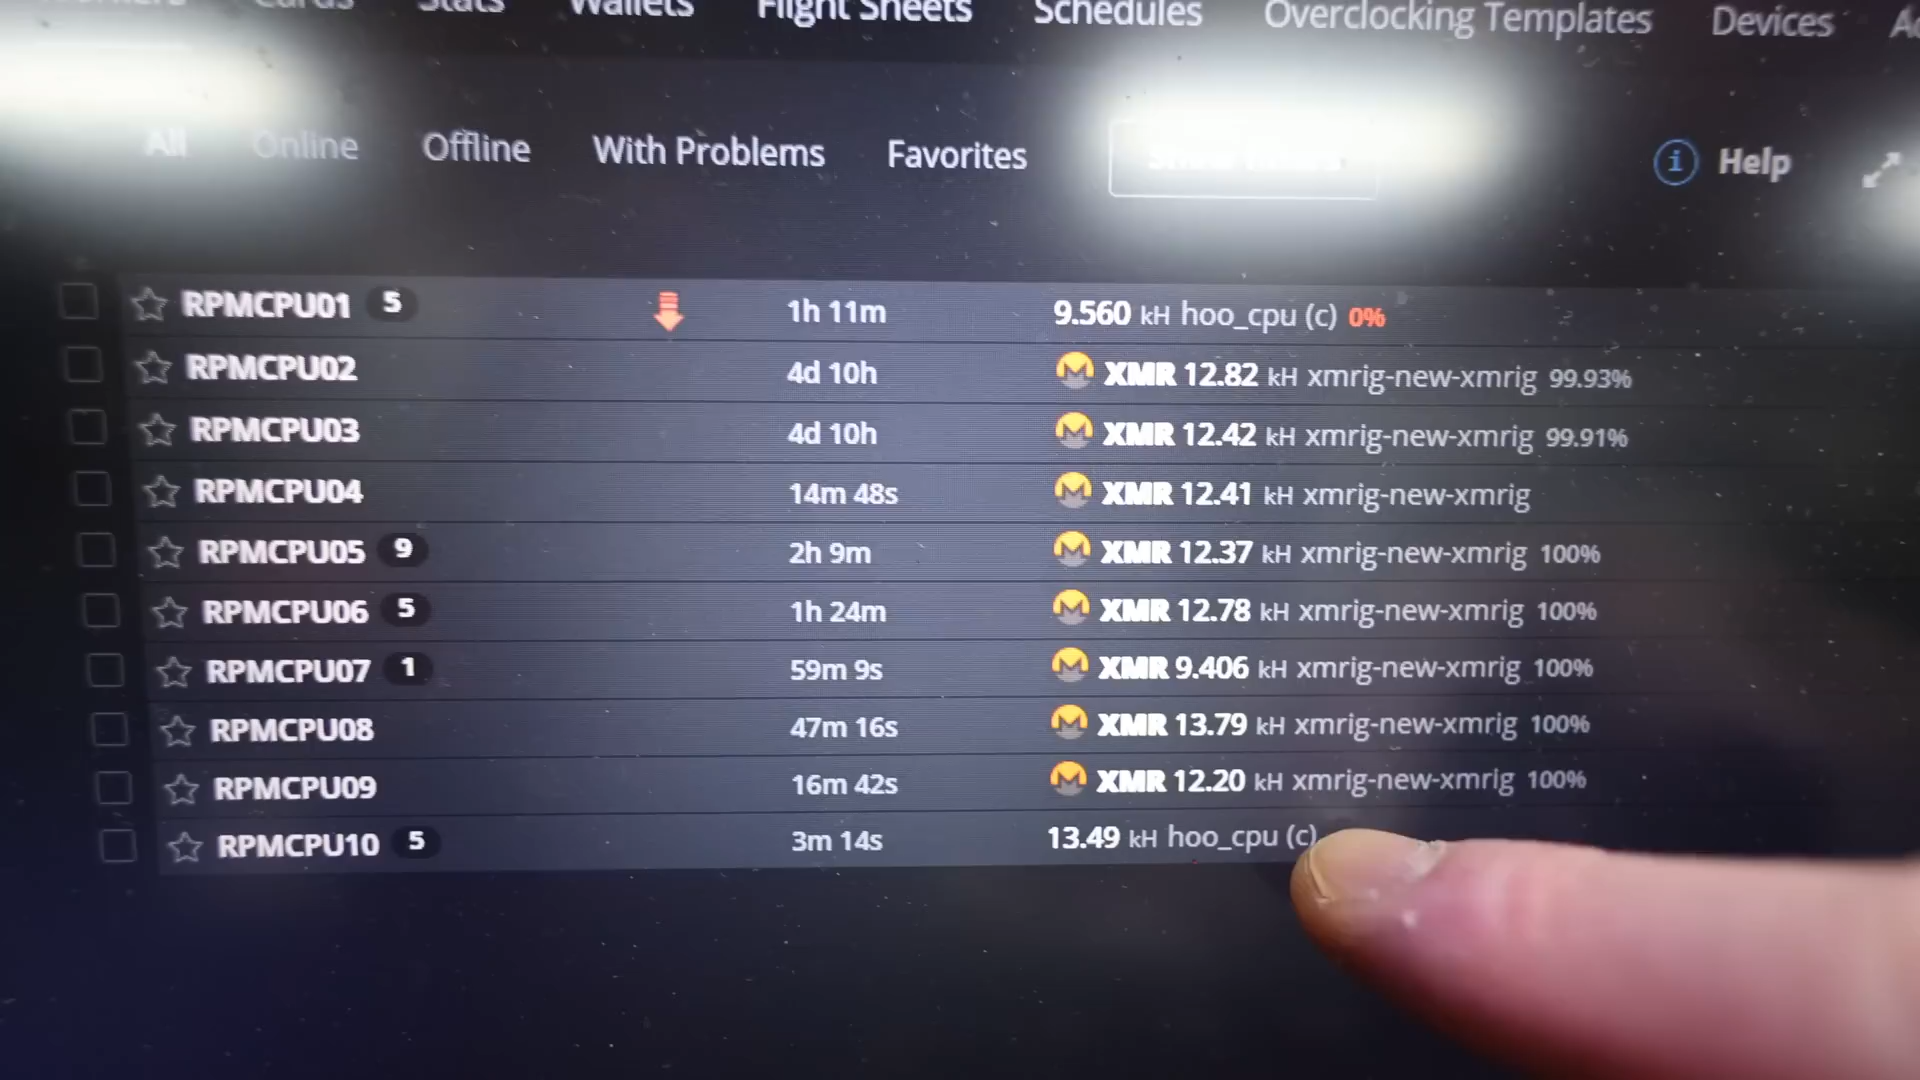 Cards Stats Wallets Flight Sheets Schedules Overclocking Templates Devices
All Online Offline With Problems Favorites Help
RPMCPU01 5 1h 11m 9.560 kH hoo_cpu (c) 0%
RPMCPU02 4d 10h XMR 12.82 kH xmrig-new-xmrig 99.93%
RPMCPU03 4d 10h XMR 12.42 kH xmrig-new-xmrig 99.91%
RPMCPU04 14m 48s XMR 12.41 kH xmrig-new-xmrig
RPMCPU05 9 2h 9m XMR 12.37 kH xmrig-new-xmrig 100%
RPMCPU06 5 1h 24m XMR 12.78 kH xmrig-new-xmrig 100%
RPMCPU07 1 59m 9s XMR 9.406 kH xmrig-new-xmrig 100%
RPMCPU08 47m 16s XMR 13.79 kH xmrig-new-xmrig 100%
RPMCPU09 16m 42s XMR 12.20 kH xmrig-new-xmrig 100%
RPMCPU10 5 3m 14s 13.49 kH hoo_cpu (c)